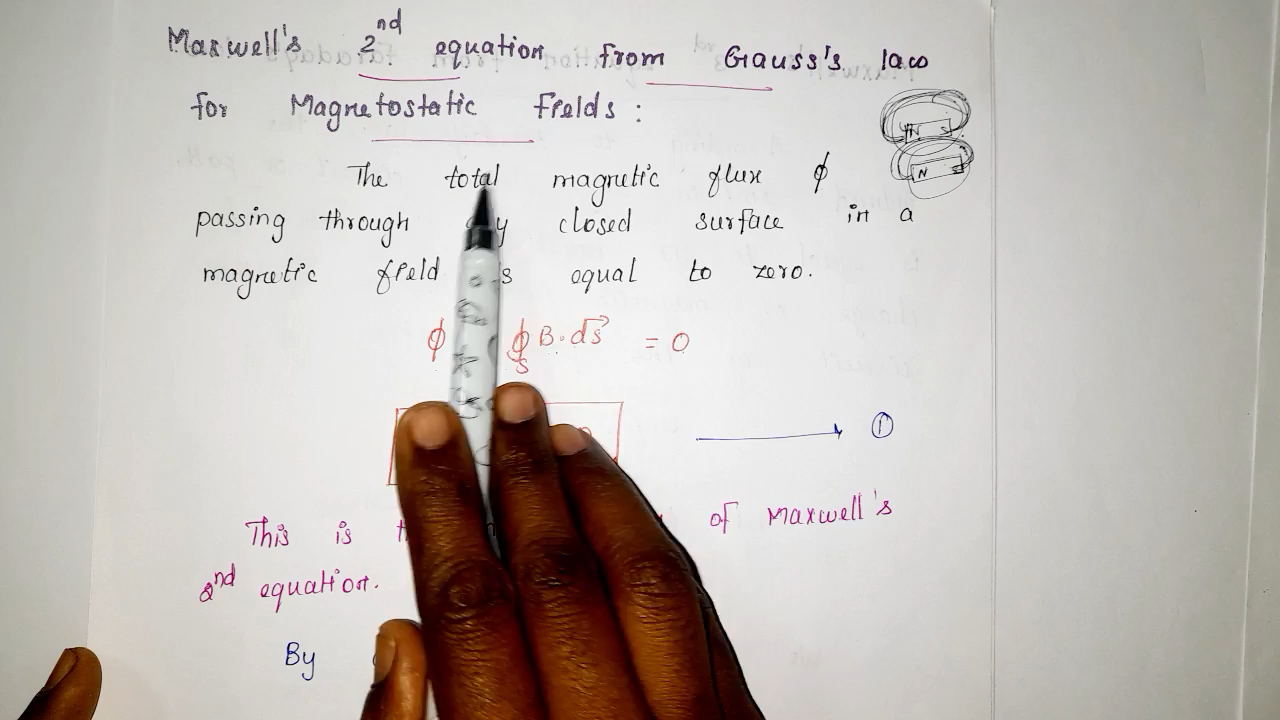 Maxwell's 2nd equation from Gauss's law
for Magnetostatic Fields :
N S
N S
The total magnetic flux ϕ
passing through closed surface in a
magnetic field equal to zero.
ϕ ∮s B·ds⃗ = 0
①
This is of Maxwell's
2nd equation.
By